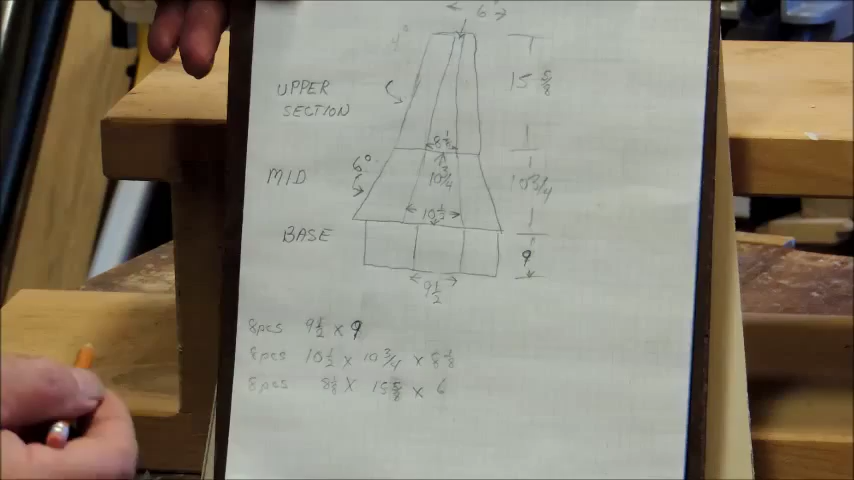 6
4°
15 5/8
UPPER
SECTION
8 1/8
6°
MID
10 3/4
10 3/4
10 1/2
BASE
9
9 1/2
8pcs 9 1/2 x 9
8pcs 10 1/2 x 10 3/4 x 8 1/8
8pcs 8 1/8 x 15 5/8 x 6